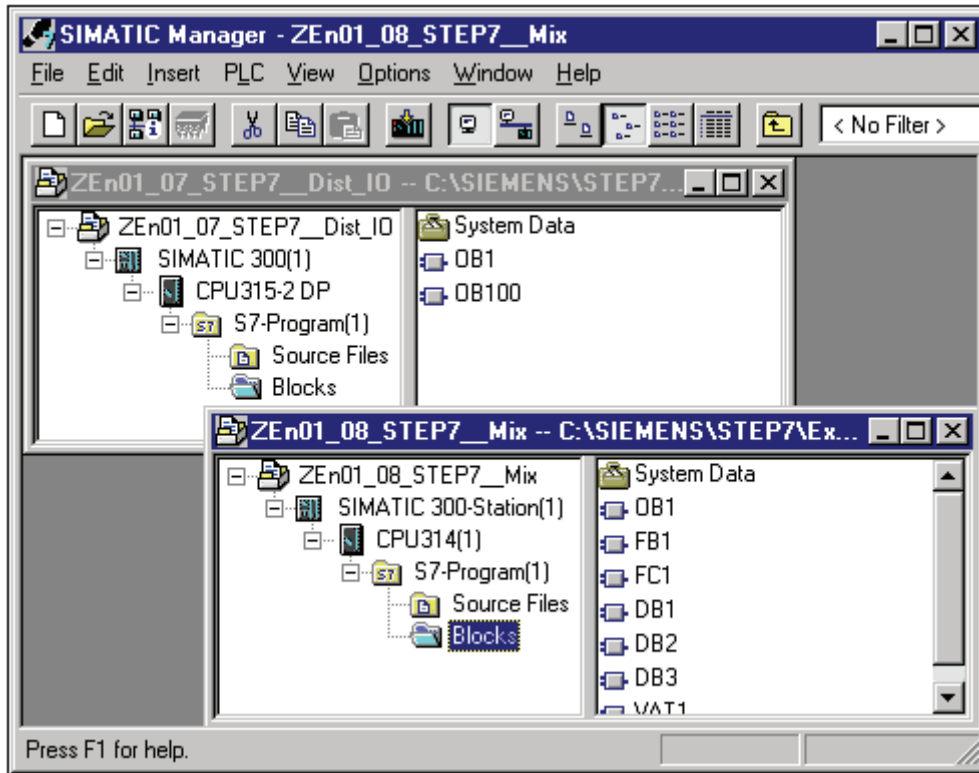 SIMATIC Manager - ZEn01_08_STEP7__Mix
File Edit Insert PLC View Options Window Help
< No Filter >
ZEn01_07_STEP7__Dist_IO -- C:\SIEMENS\STEP7...
ZEn01_07_STEP7__Dist_IO
SIMATIC 300(1)
CPU315-2 DP
S7-Program(1)
Source Files
Blocks
System Data
OB1
OB100
ZEn01_08_STEP7__Mix -- C:\SIEMENS\STEP7\Ex...
ZEn01_08_STEP7__Mix
SIMATIC 300-Station(1)
CPU314(1)
S7-Program(1)
Source Files
Blocks
System Data
OB1
FB1
FC1
DB1
DB2
DB3
VAT1
Press F1 for help.